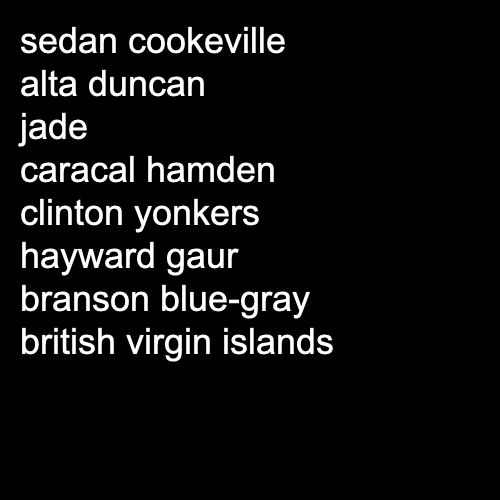 sedan cookeville
alta duncan
jade
caracal hamden
clinton yonkers
hayward gaur
branson blue-gray
british virgin islands